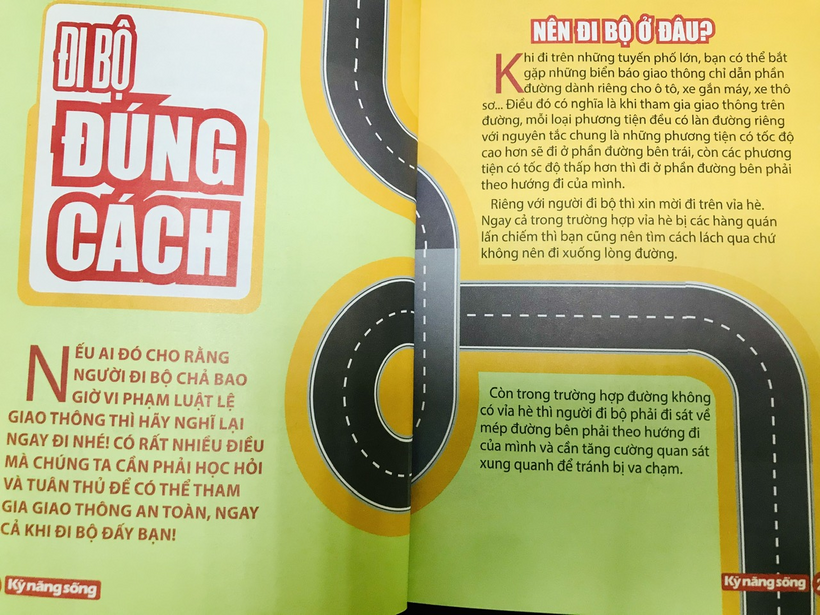 ĐI BỘ
ĐÚNG
CÁCH
NẾU AI ĐÓ CHO RẰNG
NGƯỜI ĐI BỘ CHẢ BAO
GIỜ VI PHẠM LUẬT LỆ
GIAO THÔNG THÌ HÃY NGHĨ LẠI
NGAY ĐI NHÉ! CÓ RẤT NHIỀU ĐIỀU
MÀ CHÚNG TA CẦN PHẢI HỌC HỎI
VÀ TUÂN THỦ ĐỂ CÓ THỂ THAM
GIA GIAO THÔNG AN TOÀN, NGAY
CẢ KHI ĐI BỘ ĐẤY BẠN!
Kỹ năng sống
NÊN ĐI BỘ Ở ĐÂU?
Khi đi trên những tuyến phố lớn, bạn có thể bắt
gặp những biển báo giao thông chỉ dẫn phần
đường dành riêng cho ô tô, xe gắn máy, xe thô
sơ... Điều đó có nghĩa là khi tham gia giao thông trên
đường, mỗi loại phương tiện đều có làn đường riêng
với nguyên tắc chung là những phương tiện có tốc độ
cao hơn sẽ đi ở phần đường bên trái, còn các phương
tiện có tốc độ thấp hơn thì đi ở phần đường bên phải
theo hướng đi của mình.
Riêng với người đi bộ thì xin mời đi trên vỉa hè.
Ngay cả trong trường hợp vỉa hè bị các hàng quán
lấn chiếm thì bạn cũng nên tìm cách lách qua chứ
không nên đi xuống lòng đường.
Còn trong trường hợp đường không
có vỉa hè thì người đi bộ phải đi sát về
mép đường bên phải theo hướng đi
của mình và cần tăng cường quan sát
xung quanh để tránh bị va chạm.
Kỹ năng sống